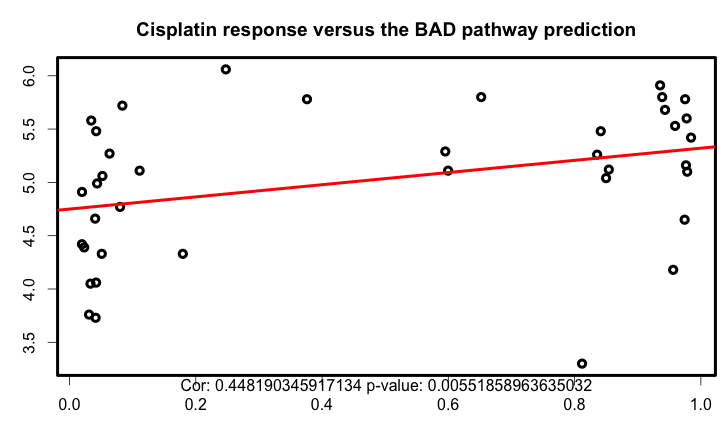 Cisplatin response versus the BAD pathway prediction
6.0
5.5
5.0
4.5
4.0
3.5
Cor: 0.448190345917134 p-value: 0.00551858963635032
0.0 0.2 0.4 0.6 0.8 1.0